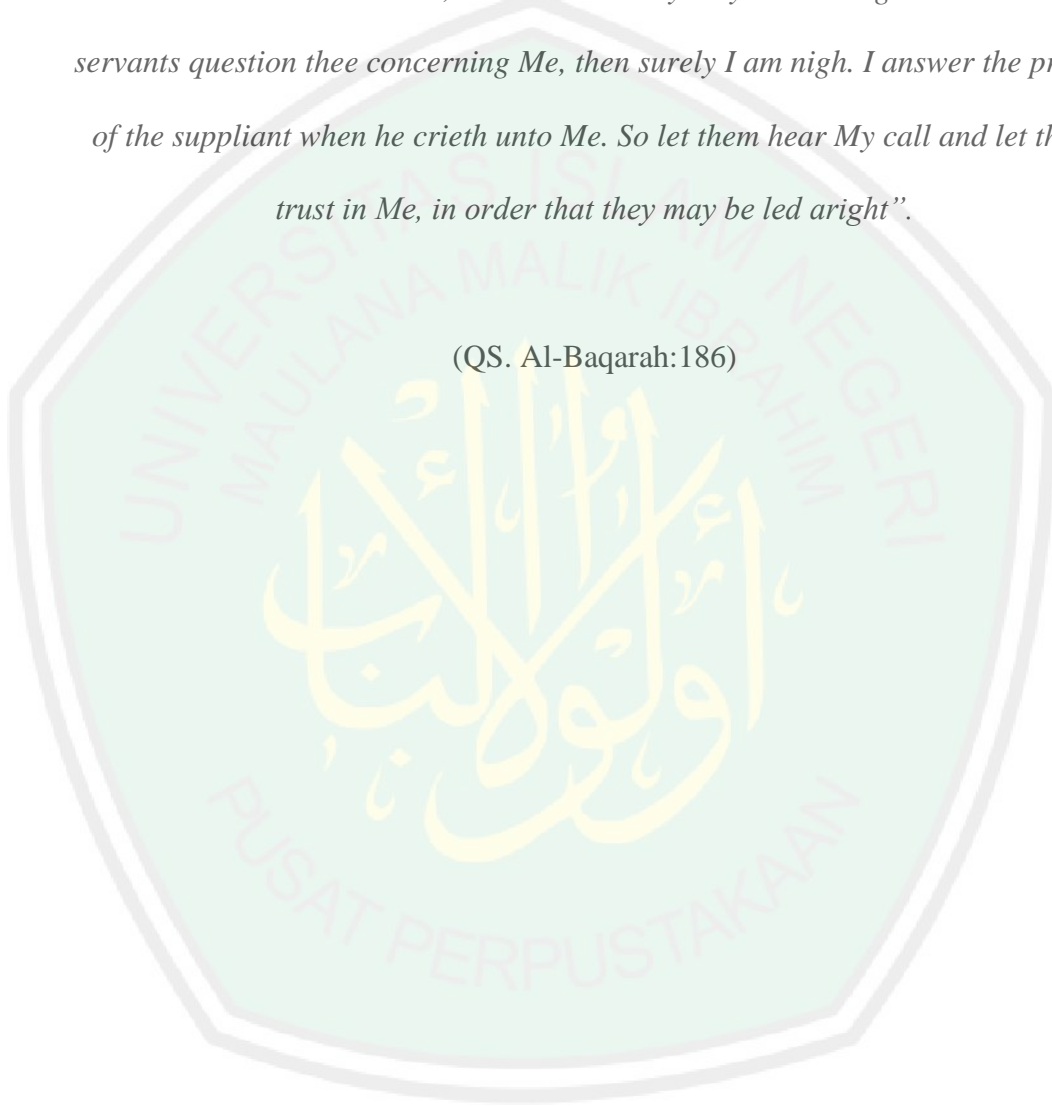 servants question thee concerning Me, then surely I am nigh. I answer the pr
of the suppliant when he crieth unto Me. So let them hear My call and let th
trust in Me, in order that they may be led aright”.
UNIVERSITAS ISLAM NEGERI
MAULANA MALIK IBRAHIM
(QS. Al-Baqarah:186)
أولوا الألباب
PUSAT PERPUSTAKAAN